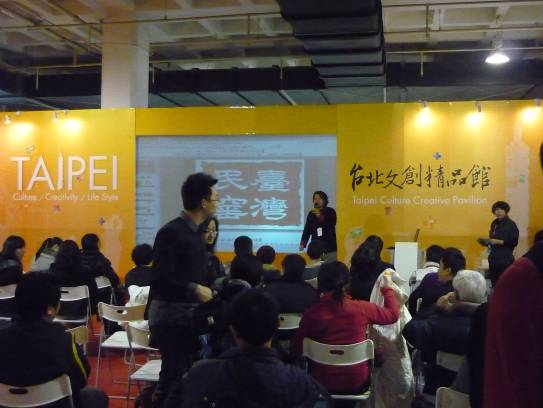 TAIPEI
Culture / Creativity / Life Style
臺灣
民窑
台北文創精品館
Taipei Culture Creative Pavilion